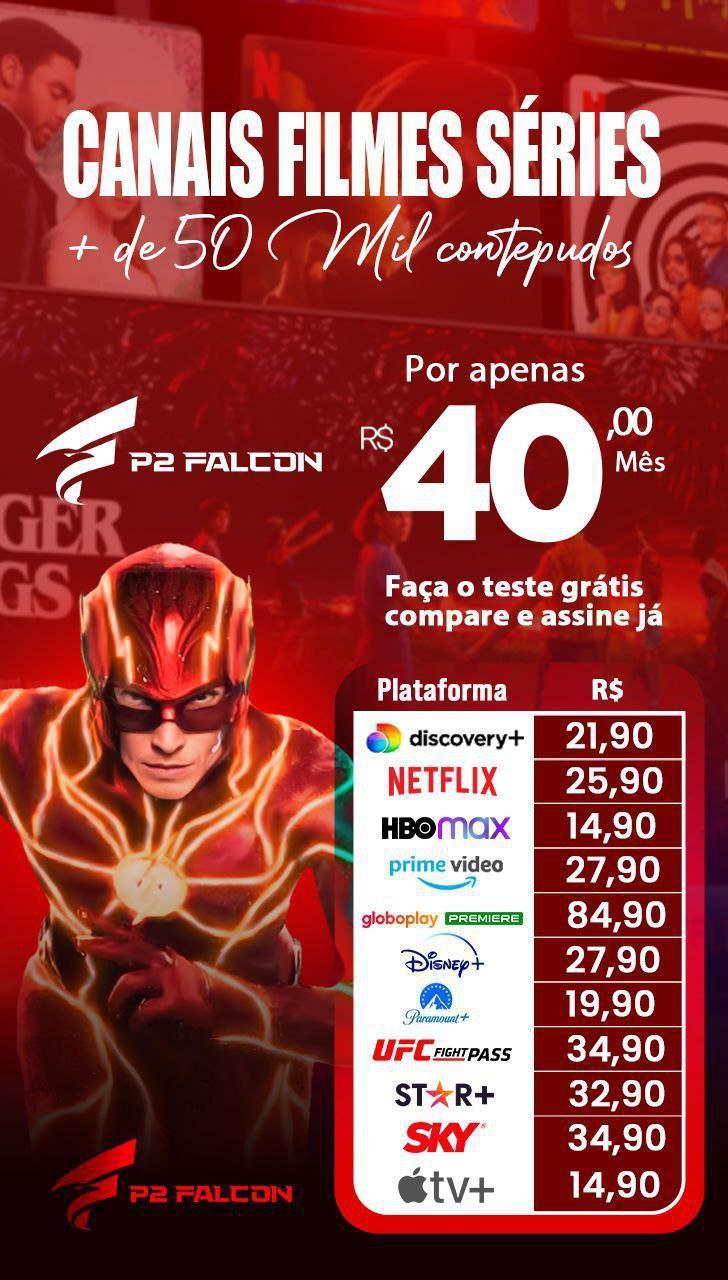 CANAIS FILMES SÉRIES
+ de 50 Mil contepudos
Por apenas
R$ 40,00
Mês
P2 FALCON
GER
GS
Faça o teste grátis
compare e assine já
Plataforma R$
discovery+ 21,90
NETFLIX 25,90
HBOmax 14,90
prime video 27,90
globoplay PREMIERE 84,90
Disney+ 27,90
Paramount+ 19,90
UFC FIGHT PASS 34,90
STAR+ 32,90
SKY 34,90
tv+ 14,90
P2 FALCON